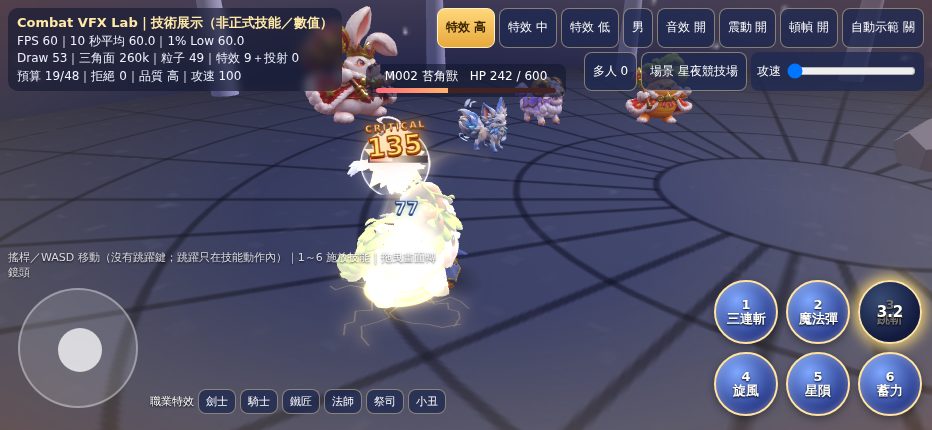 Combat VFX Lab｜技術展示（非正式技能／數值）
FPS 60｜10 秒平均 60.0｜1% Low 60.0
Draw 53｜三角面 260k｜粒子 49｜特效 9＋投射 0
預算 19/48｜拒絕 0｜品質 高｜攻速 100
特效 高
特效 中
特效 低
男
音效 開
震動 開
頓幀 開
自動示範 關
多人 0
場景 星夜競技場
攻速
M002 苔角獸 HP 242 / 600
CRITICAL
135
77
搖桿／WASD 移動（沒有跳躍鍵；跳躍只在技能動作內）｜1～6 施放技能｜拖曳畫面轉
鏡頭
1
三連斬
2
魔法彈
3
3.2
跳斬
4
旋風
5
星隕
6
蓄力
職業特效
劍士
騎士
鐵匠
法師
祭司
小丑